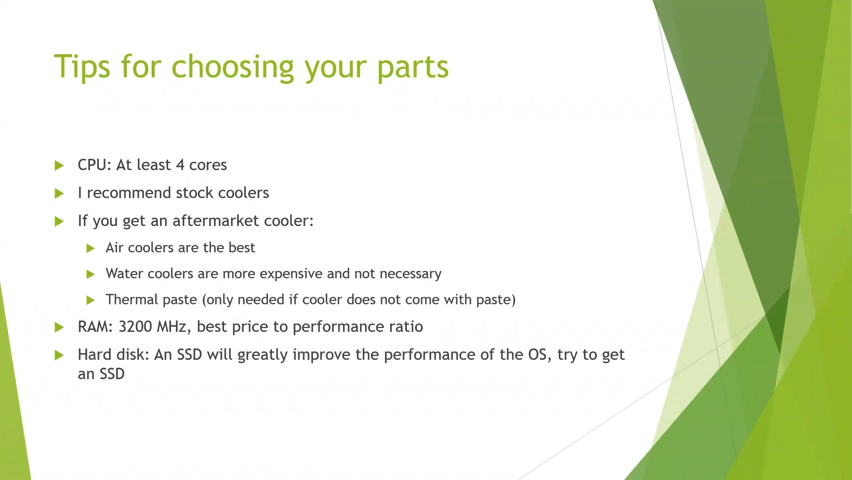 Tips for choosing your parts
CPU: At least 4 cores
I recommend stock coolers
If you get an aftermarket cooler:
Air coolers are the best
Water coolers are more expensive and not necessary
Thermal paste (only needed if cooler does not come with paste)
RAM: 3200 MHz, best price to performance ratio
Hard disk: An SSD will greatly improve the performance of the OS, try to get
an SSD